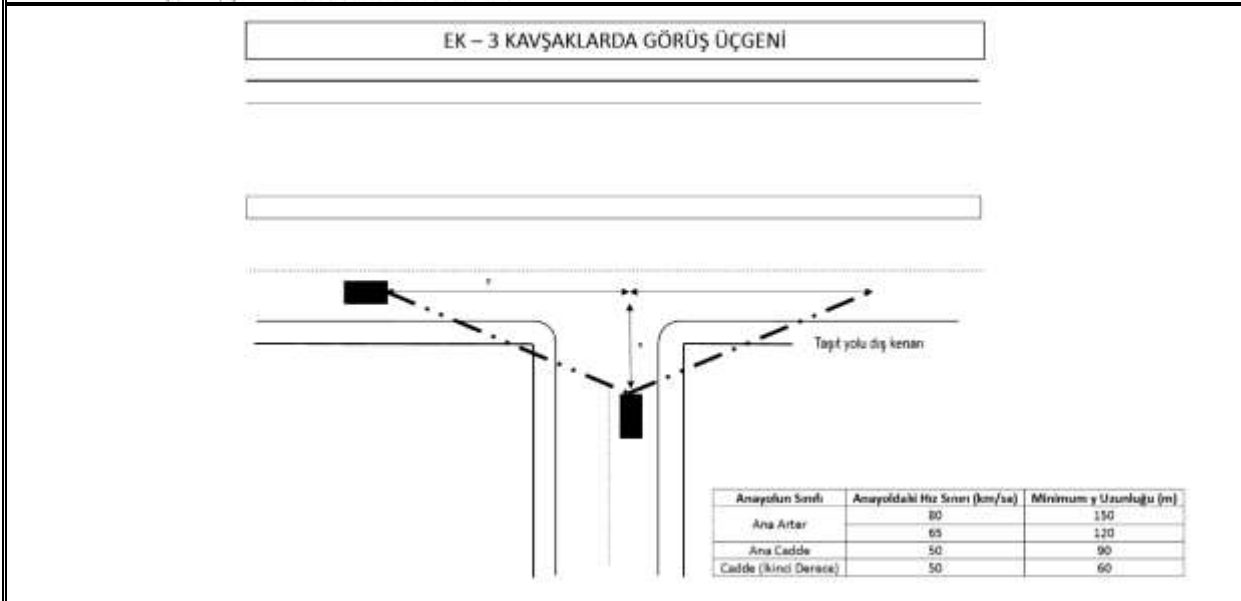 EK – 3 KAVŞAKLARDA GÖRÜŞ ÜÇGENİ
Taşıt yolu dış kenarı
Anayolun Sınıfı Anayoldaki Hız Sınırı (km/sa) Minimum y Uzunluğu (m)
Ana Arter 80 150
65 120
Ana Cadde 50 90
Cadde (İkinci Derece) 50 60